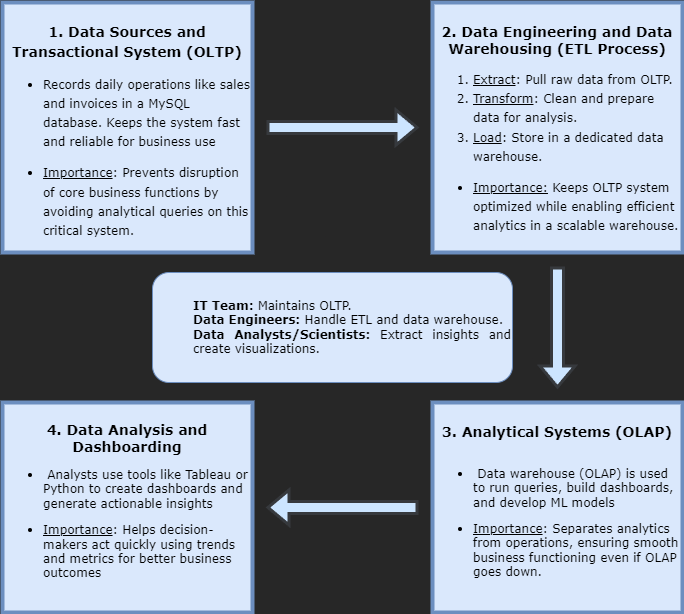 1. Data Sources and
Transactional System (OLTP)
• Records daily operations like sales
and invoices in a MySQL
database. Keeps the system fast
and reliable for business use
• Importance: Prevents disruption
of core business functions by
avoiding analytical queries on this
critical system.
2. Data Engineering and Data
Warehousing (ETL Process)
1. Extract: Pull raw data from OLTP.
2. Transform: Clean and prepare
data for analysis.
3. Load: Store in a dedicated data
warehouse.
• Importance: Keeps OLTP system
optimized while enabling efficient
analytics in a scalable warehouse.
IT Team: Maintains OLTP.
Data Engineers: Handle ETL and data warehouse.
Data Analysts/Scientists: Extract insights and
create visualizations.
3. Analytical Systems (OLAP)
• Data warehouse (OLAP) is used
to run queries, build dashboards,
and develop ML models
• Importance: Separates analytics
from operations, ensuring smooth
business functioning even if OLAP
goes down.
4. Data Analysis and
Dashboarding
• Analysts use tools like Tableau or
Python to create dashboards and
generate actionable insights
• Importance: Helps decision-
makers act quickly using trends
and metrics for better business
outcomes